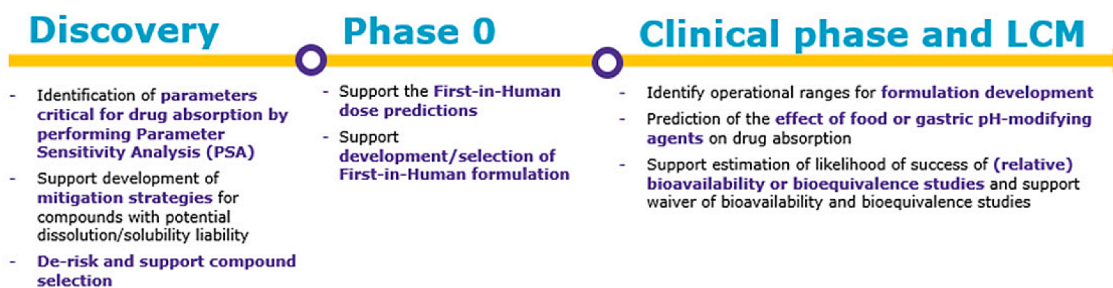 Discovery
- Identification of parameters
critical for drug absorption by
performing Parameter
Sensitivity Analysis (PSA)
- Support development of
mitigation strategies for
compounds with potential
dissolution/solubility liability
- De-risk and support compound
selection
Phase 0
- Support the First-in-Human
dose predictions
- Support
development/selection of
First-in-Human formulation
Clinical phase and LCM
- Identify operational ranges for formulation development
- Prediction of the effect of food or gastric pH-modifying
agents on drug absorption
- Support estimation of likelihood of success of (relative)
bioavailability or bioequivalence studies and support
waiver of bioavailability and bioequivalence studies